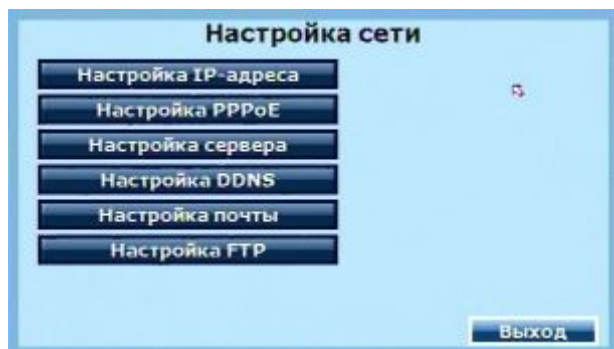 Настройка сети
Настройка IP-адреса
Настройка PPPoE
Настройка сервера
Настройка DDNS
Настройка почты
Настройка FTP
Выход